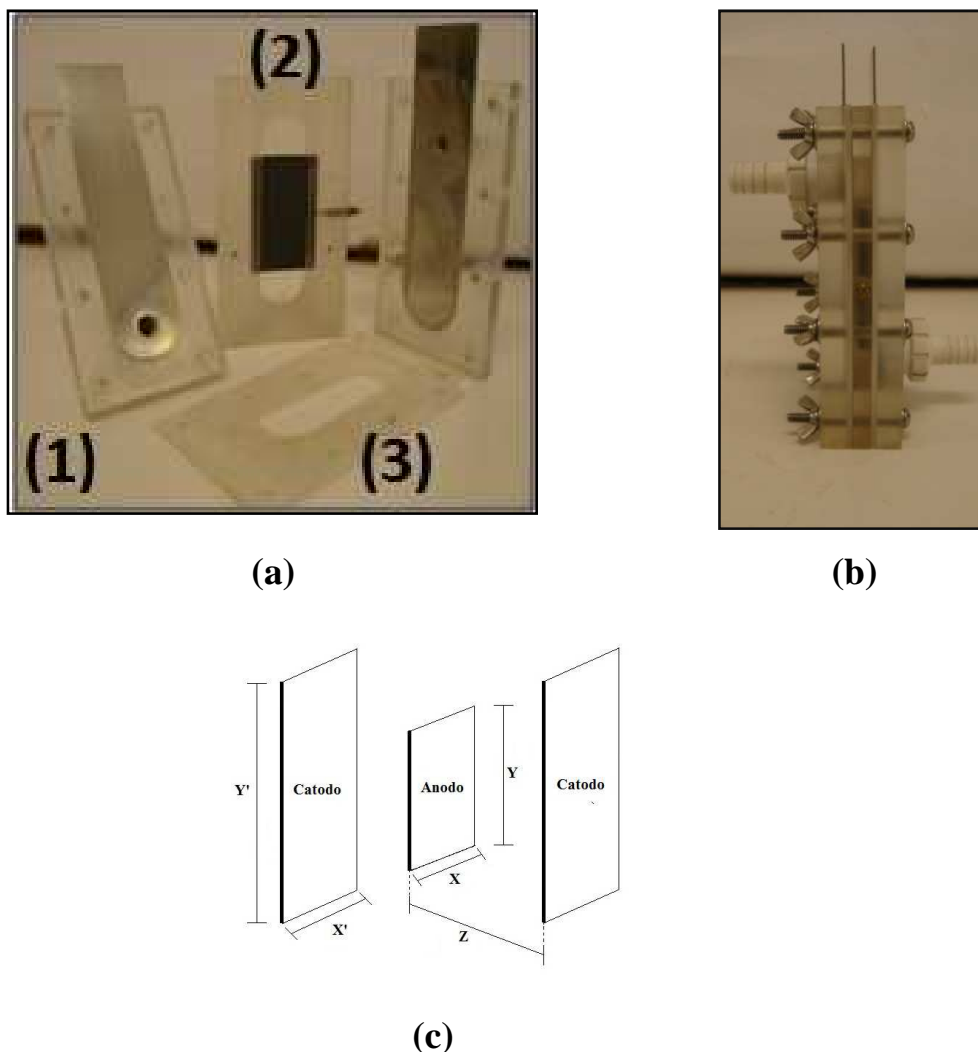 (2)
(1)
(3)
(a)
(b)
Y'
Catodo
Anodo
Y
Catodo
X
X'
Z
(c)